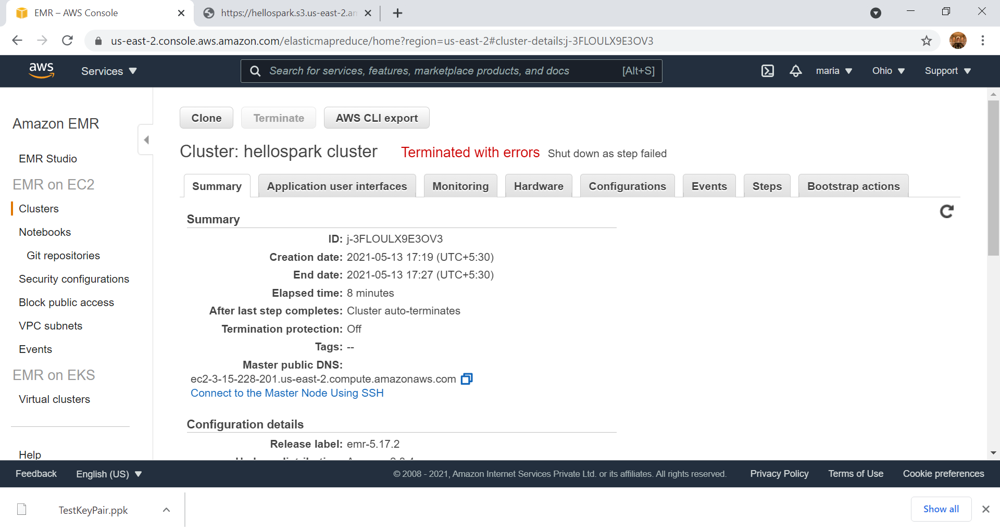 EMR – AWS Console
https://hellospark.s3.us-east-2.am
us-east-2.console.aws.amazon.com/elasticmapreduce/home?region=us-east-2#cluster-details:j-3FLOULX9E3OV3
aws
Services
Search for services, features, marketplace products, and docs
[Alt+S]
maria
Ohio
Support
Amazon EMR
EMR Studio
EMR on EC2
Clusters
Notebooks
Git repositories
Security configurations
Block public access
VPC subnets
Events
EMR on EKS
Virtual clusters
Help
Clone
Terminate
AWS CLI export
Cluster: hellospark cluster
Terminated with errors
Shut down as step failed
Summary
Application user interfaces
Monitoring
Hardware
Configurations
Events
Steps
Bootstrap actions
Summary
ID: j-3FLOULX9E3OV3
Creation date: 2021-05-13 17:19 (UTC+5:30)
End date: 2021-05-13 17:27 (UTC+5:30)
Elapsed time: 8 minutes
After last step completes: Cluster auto-terminates
Termination protection: Off
Tags: --
Master public DNS:
ec2-3-15-228-201.us-east-2.compute.amazonaws.com
Connect to the Master Node Using SSH
Configuration details
Release label: emr-5.17.2
Feedback
English (US)
© 2008 - 2021, Amazon Internet Services Private Ltd. or its affiliates. All rights reserved.
Privacy Policy
Terms of Use
Cookie preferences
TestKeyPair.ppk
Show all